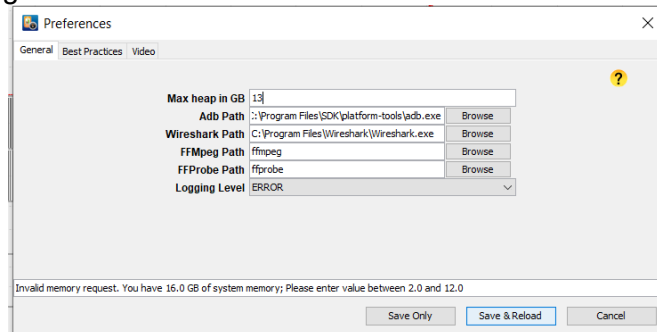 Preferences
General Best Practices Video
?
Max heap in GB 13
Adb Path :\Program Files\SDK\platform-tools\adb.exe Browse
Wireshark Path C:\Program Files\Wireshark\Wireshark.exe Browse
FFMpeg Path ffmpeg Browse
FFProbe Path ffprobe Browse
Logging Level ERROR
Invalid memory request. You have 16.0 GB of system memory; Please enter value between 2.0 and 12.0
Save Only Save & Reload Cancel